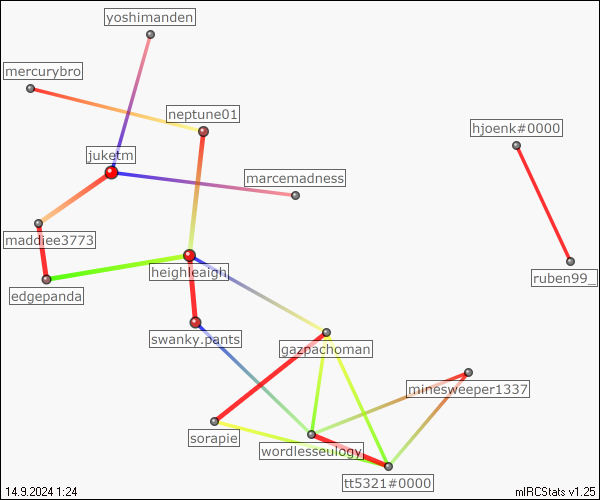 yoshimanden
mercurybro
neptune01
hjoenk#0000
juketm
marcemadness
maddiee3773
heighleaigh
ruben99_
edgepanda
swanky.pants
gazpachoman
minesweeper1337
sorapie
wordlesseulogy
tt5321#0000
14.9.2024 1:24
mIRCStats v1.25